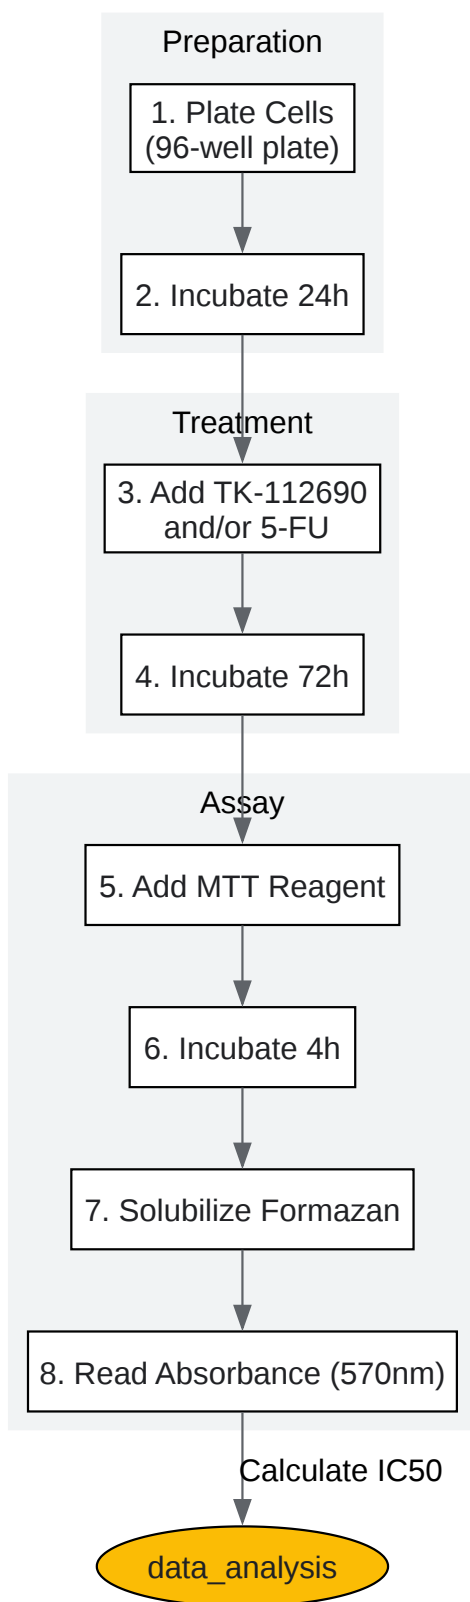 Preparation
1. Plate Cells
(96-well plate)
2. Incubate 24h
Treatment
3. Add TK-112690
and/or 5-FU
4. Incubate 72h
Assay
5. Add MTT Reagent
6. Incubate 4h
7. Solubilize Formazan
8. Read Absorbance (570nm)
Calculate IC50
data_analysis